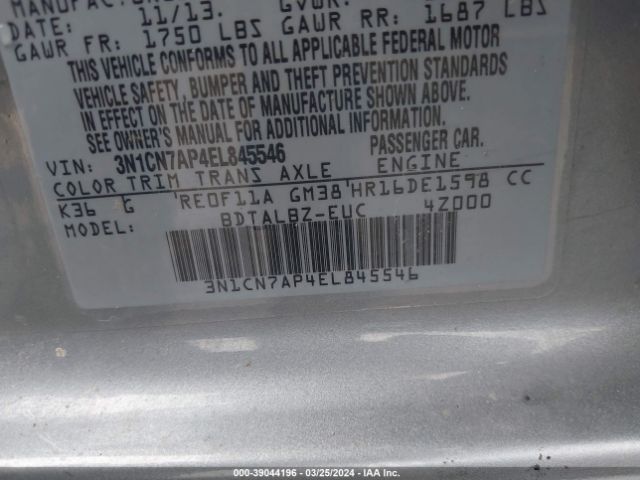 DATE: 11/13. GVWR:
GAWR FR: 1750 LBS GAWR RR: 1687 LBS
THIS VEHICLE CONFORMS TO ALL APPLICABLE FEDERAL MOTOR
VEHICLE SAFETY, BUMPER AND THEFT PREVENTION STANDARDS
IN EFFECT ON THE DATE OF MANUFACTURE SHOWN ABOVE.
SEE OWNER'S MANUAL FOR ADDITIONAL INFORMATION.
VIN: 3N1CN7AP4EL845546 PASSENGER CAR.
COLOR TRIM TRANS AXLE ENGINE
K36 G 'RE0F11A GM38'HR16DE1598 CC
MODEL: BDTALBZ-EUC 4Z000
3N1CN7AP4EL845546
©-39044196 - 03/25/2024 - IAA Inc.